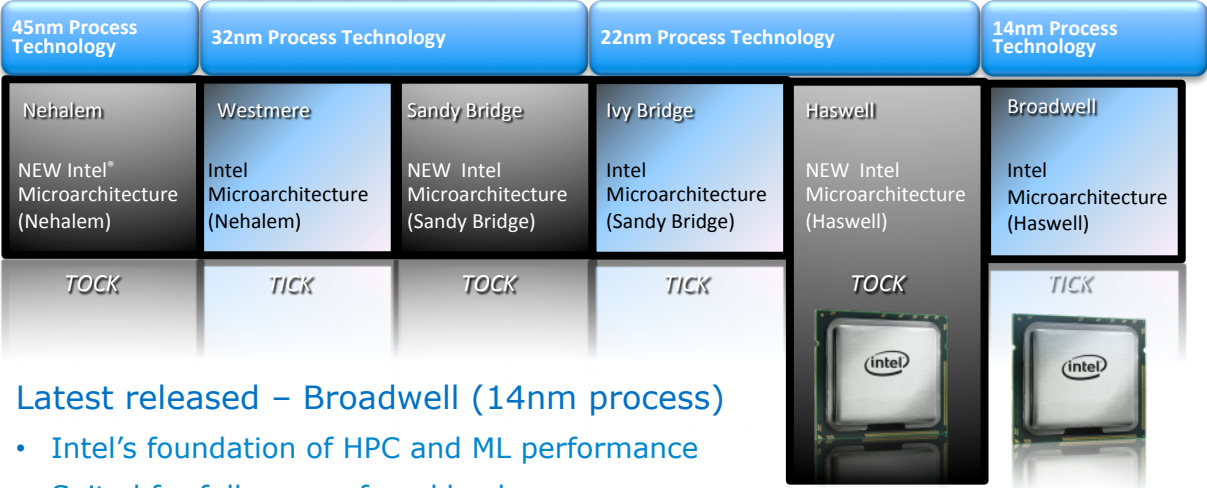 45nm Process
Technology
32nm Process Technology
22nm Process Technology
14nm Process
Technology
Nehalem
NEW Intel®
Microarchitecture
(Nehalem)
TOCK
Westmere
Intel
Microarchitecture
(Nehalem)
TICK
Sandy Bridge
NEW Intel
Microarchitecture
(Sandy Bridge)
TOCK
Ivy Bridge
Intel
Microarchitecture
(Sandy Bridge)
TICK
Haswell
NEW Intel
Microarchitecture
(Haswell)
TOCK
intel
Broadwell
Intel
Microarchitecture
(Haswell)
TICK
intel
Latest released – Broadwell (14nm process)
• Intel's foundation of HPC and ML performance